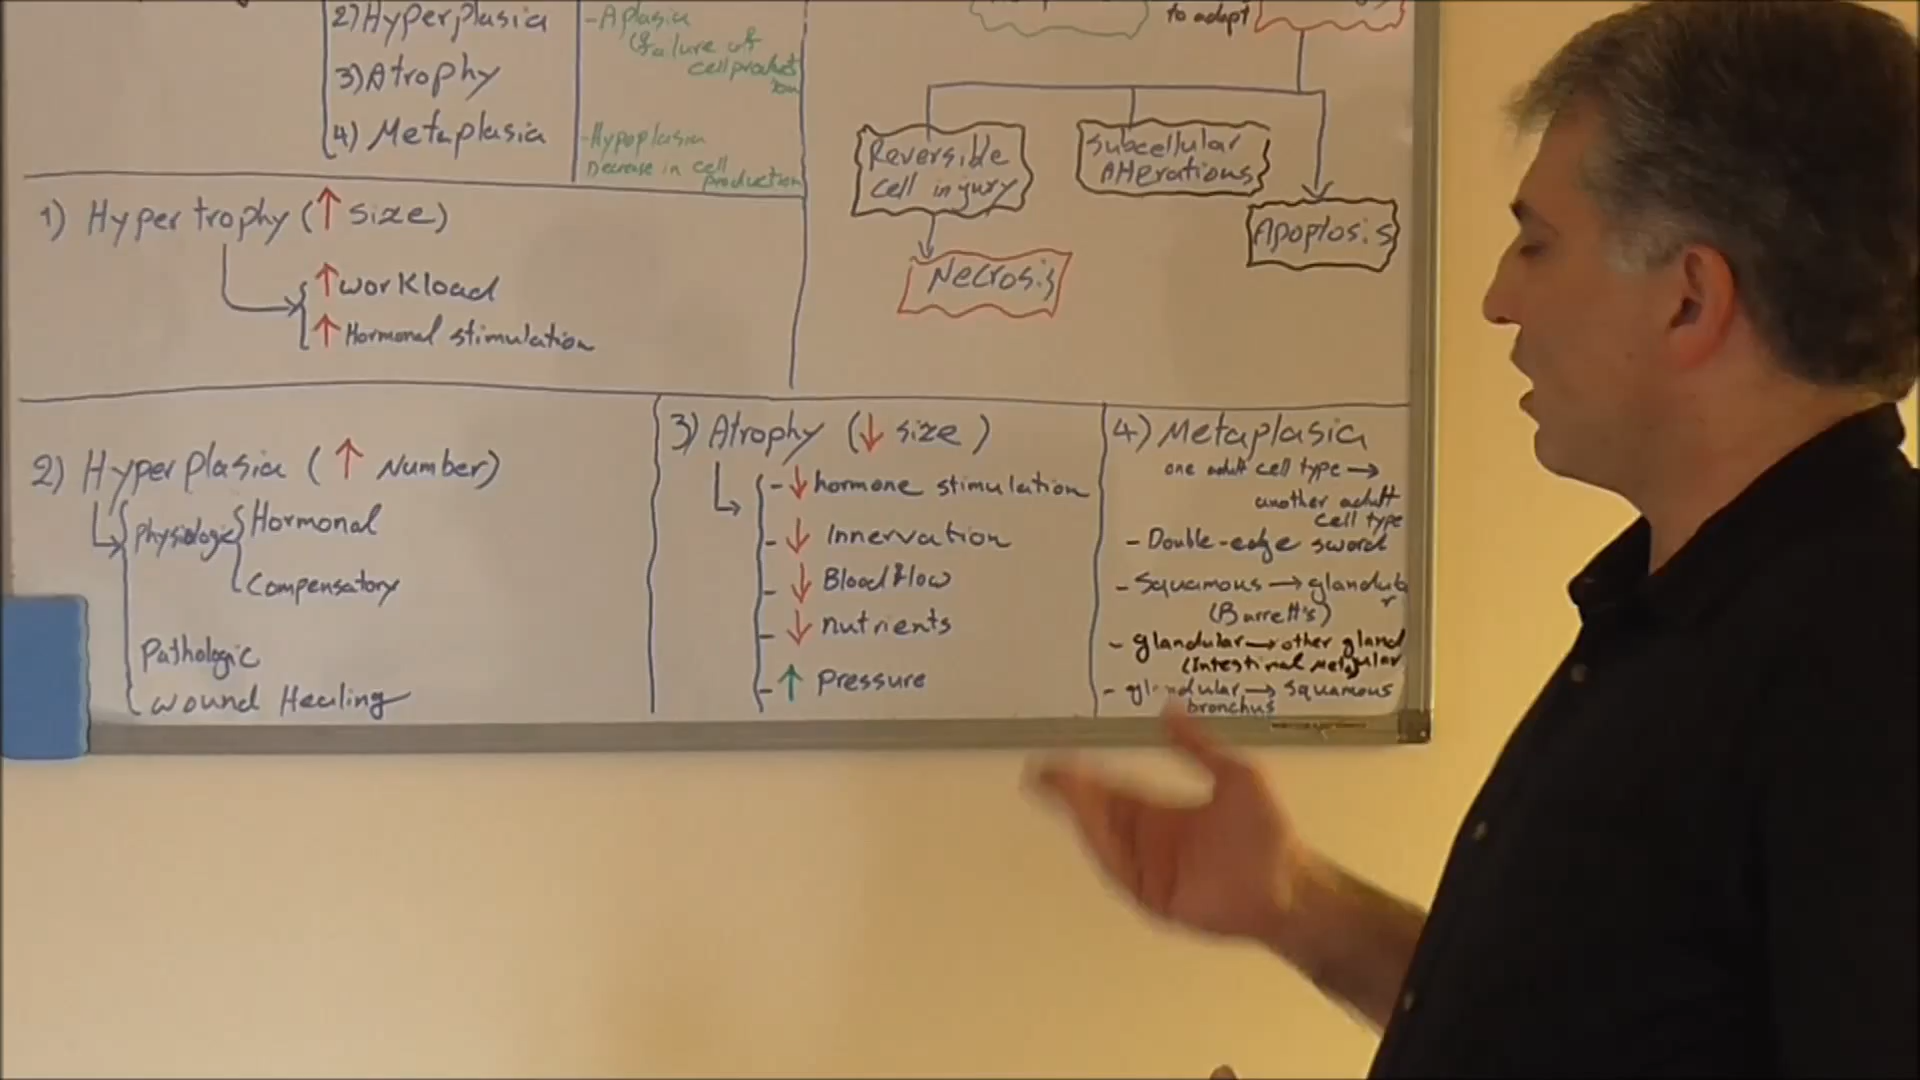 2) Hyperplasia
3) Atrophy
4) Metaplasia
- Aplasia
(failure of
cell product
ion
- Hypoplasia
Decrease in cell
production
to adapt
Reversible
cell injury
Necrosis
Subcellular
Alterations
Apoptosis
1) Hypertrophy (↑ size)
↑ workload
↑ Hormonal stimulation
2) Hyperplasia (↑ Number)
Physiologic
Hormonal
Compensatory
Pathologic
wound Healing
3) Atrophy (↓ size)
- ↓ hormone stimulation
- ↓ Innervation
- ↓ Blood flow
- ↓ nutrients
- ↑ Pressure
4) Metaplasia
one adult cell type →
another adult
cell type
- Double-edge sword
- Squamous → glandula
r
(Barrett's)
- glandular → other gland
(Intestinal
- glandular → squamous
bronchus